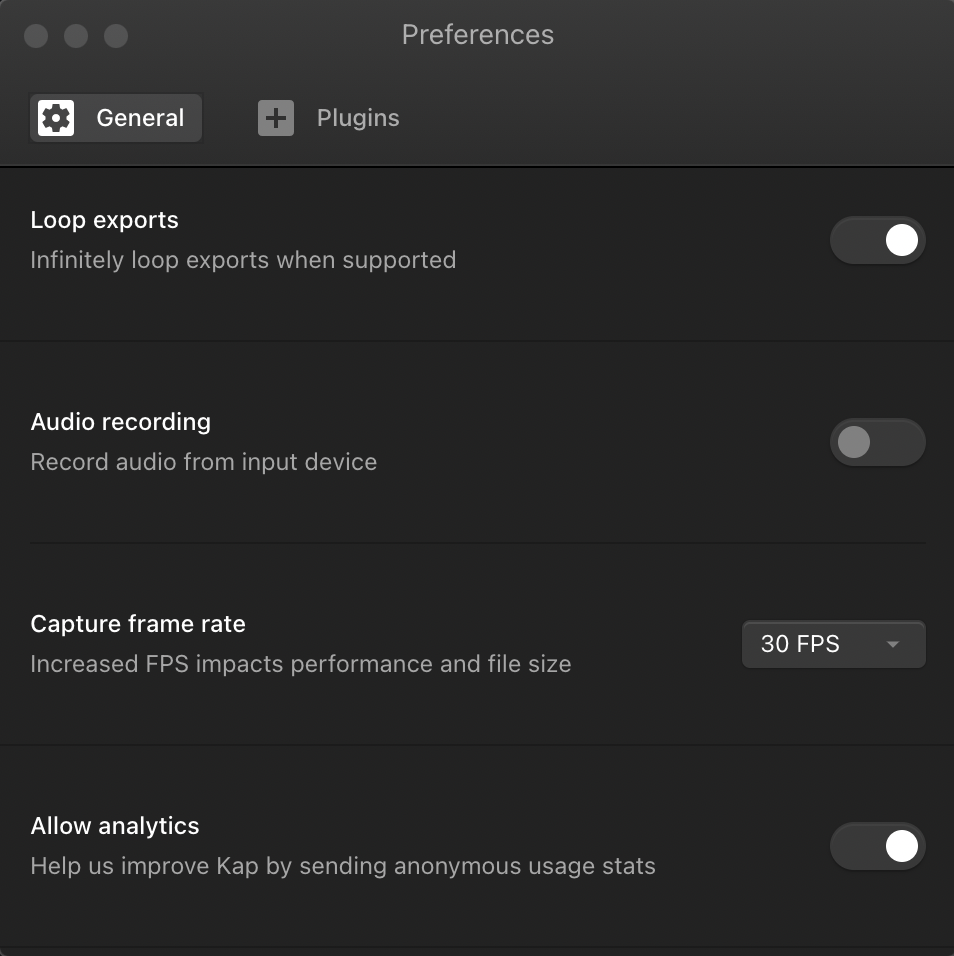 Preferences
General Plugins
Loop exports
Infinitely loop exports when supported
Audio recording
Record audio from input device
Capture frame rate
Increased FPS impacts performance and file size
30 FPS
Allow analytics
Help us improve Kap by sending anonymous usage stats